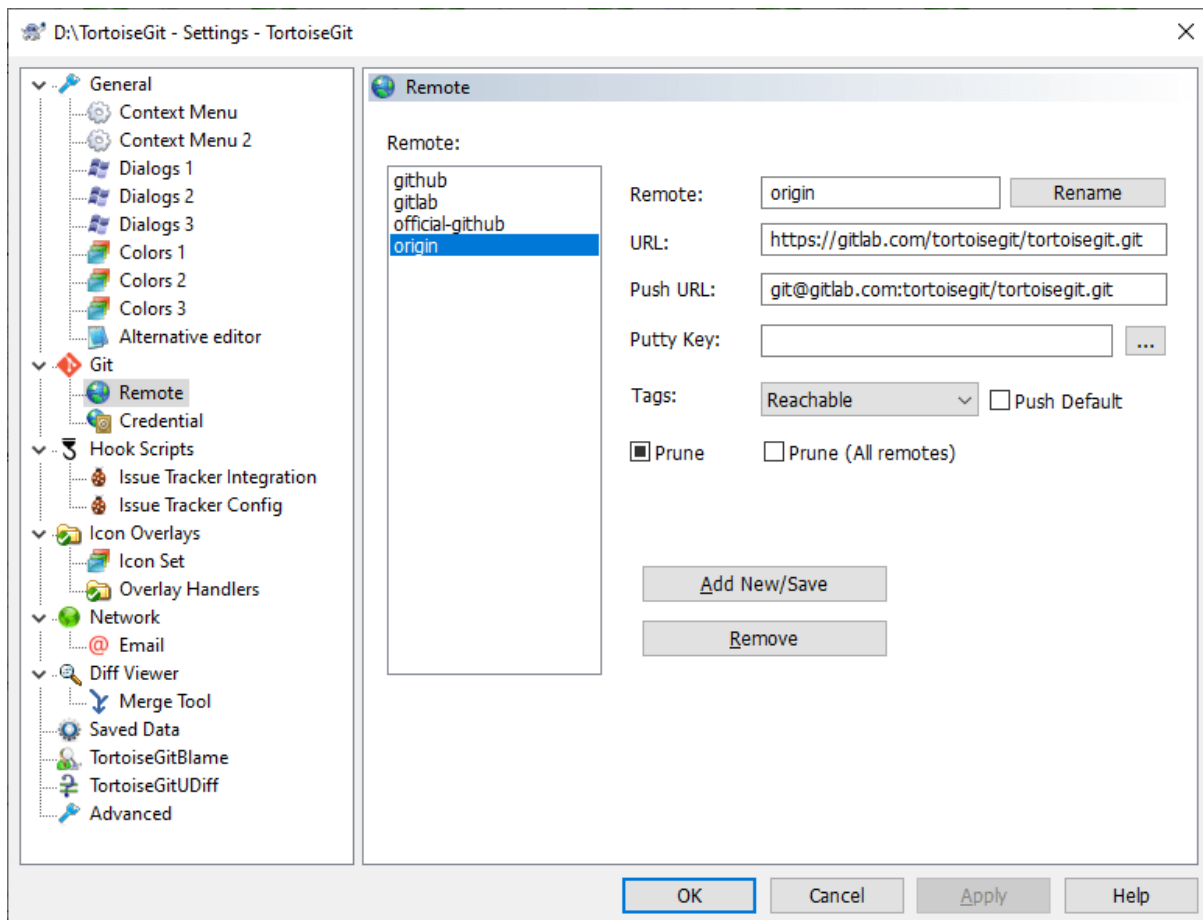 D:\TortoiseGit - Settings - TortoiseGit
General
Context Menu
Context Menu 2
Dialogs 1
Dialogs 2
Dialogs 3
Colors 1
Colors 2
Colors 3
Alternative editor
Git
Remote
Credential
Hook Scripts
Issue Tracker Integration
Issue Tracker Config
Icon Overlays
Icon Set
Overlay Handlers
Network
@ Email
Diff Viewer
Merge Tool
Saved Data
TortoiseGitBlame
TortoiseGitUDiff
Advanced
Remote
Remote:
github
gitlab
official-github
origin
Remote: origin Rename
URL: https://gitlab.com/tortoisegit/tortoisegit.git
Push URL: git@gitlab.com:tortoisegit/tortoisegit.git
Putty Key: ...
Tags: Reachable Push Default
Prune Prune (All remotes)
Add New/Save
Remove
OK Cancel Apply Help